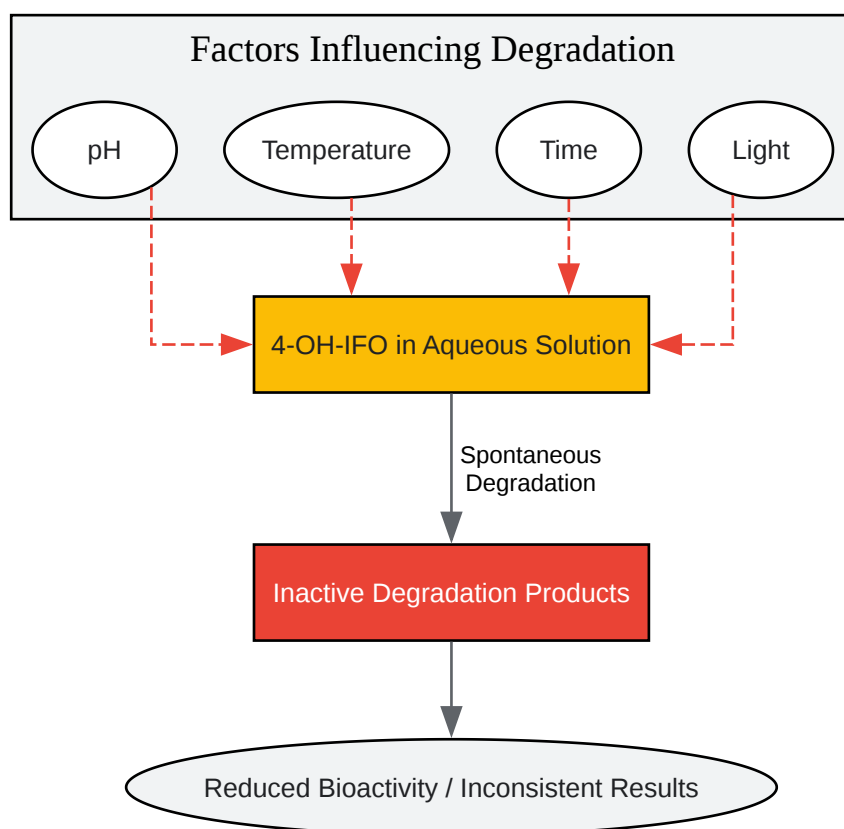 Factors Influencing Degradation
pH
Temperature
Time
Light
4-OH-IFO in Aqueous Solution
Spontaneous
Degradation
Inactive Degradation Products
Reduced Bioactivity / Inconsistent Results